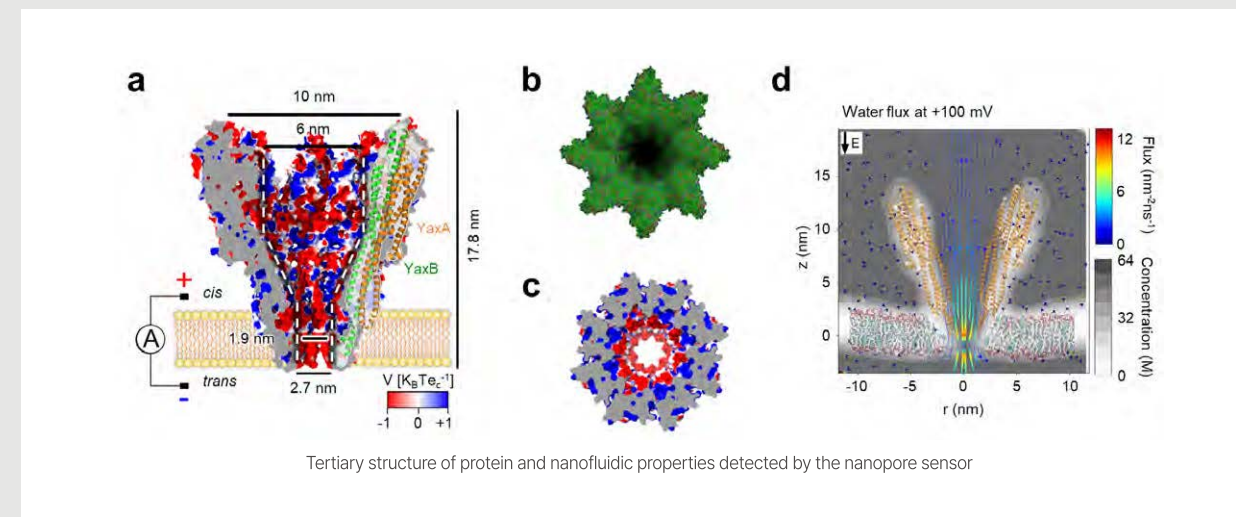 a
10 nm
6 nm
YaxA
YaxB
17.8 nm
+
cis
A
1.9 nm
trans
-
2.7 nm
V [KBTec-1]
-1 0 +1
b
c
d
Water flux at +100 mV
E
z (nm)
15
10
5
0
-10 -5 0 5 10
r (nm)
12
6
0
Flux (nm-2ns-1)
64
32
0
Concentration (M)
Tertiary structure of protein and nanofluidic properties detected by the nanopore sensor